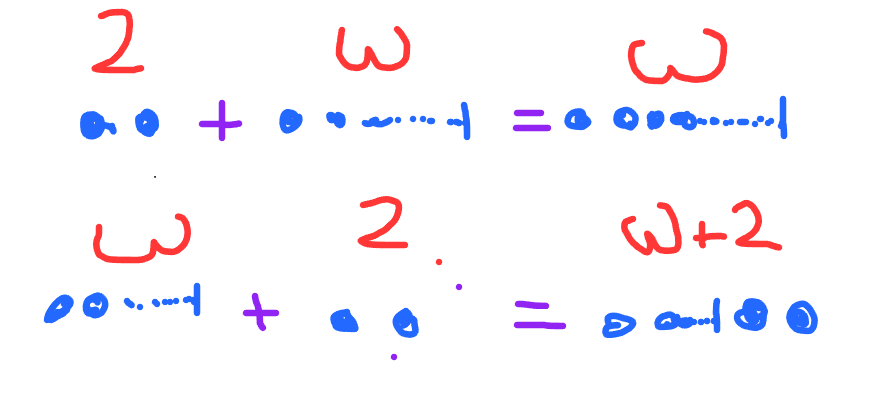 2 ω ω
+ =
ω 2 ω+2
+ =